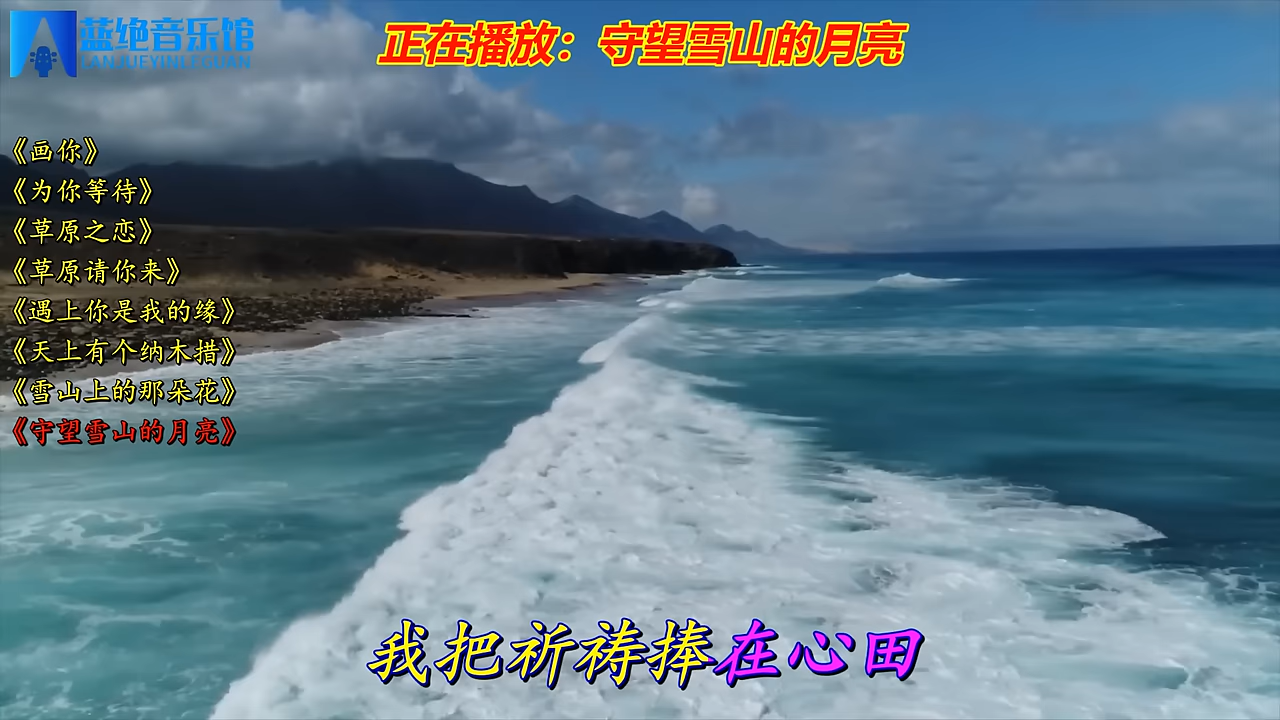 蓝绝音乐馆
LANJUEYINLEGUAN
正在播放：守望雪山的月亮
《画你》
《为你等待》
《草原之恋》
《草原请你来》
《遇上你是我的缘》
《天上有个纳木措》
《雪山上的那朵花》
《守望雪山的月亮》
我把祈祷捧在心田